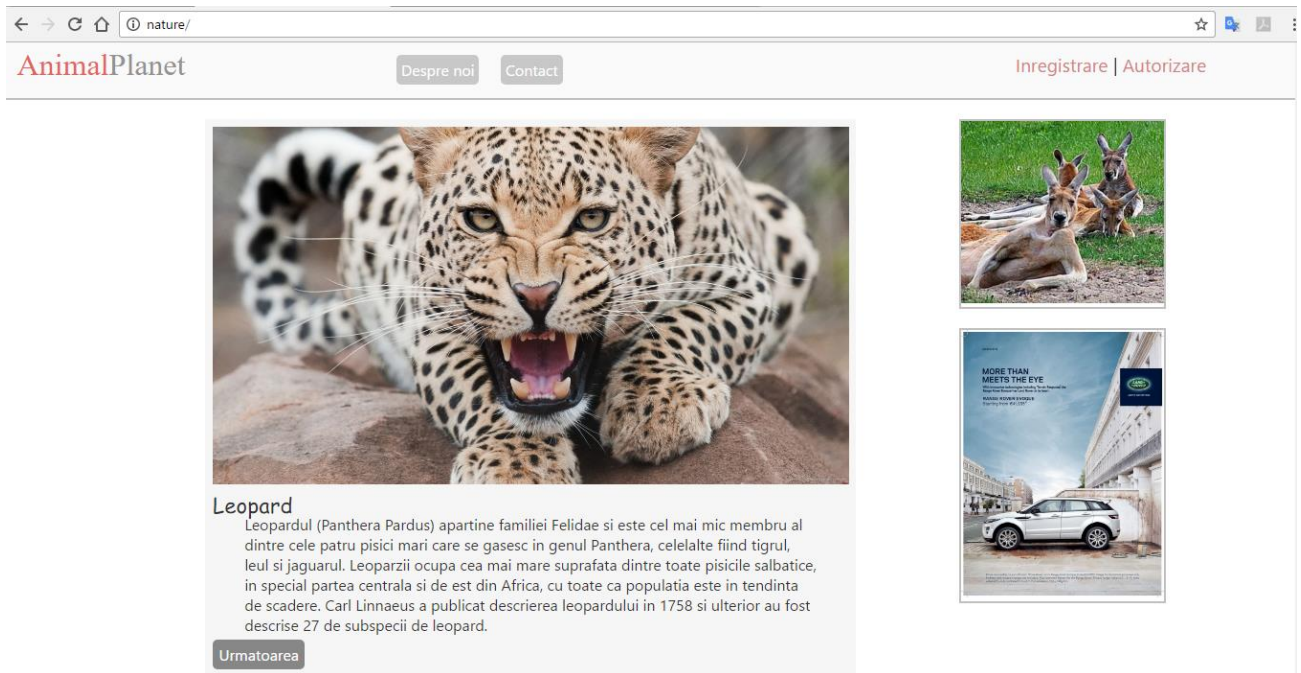 nature/
AnimalPlanet
Despre noi
Contact
Inregistrare | Autorizare
MORE THAN
MEETS THE EYE
Leopard
Leopardul (Panthera Pardus) apartine familiei Felidae si este cel mai mic membru al
dintre cele patru pisici mari care se gasesc in genul Panthera, celelalte fiind tigrul,
leul si jaguarul. Leoparzii ocupa cea mai mare suprafata dintre toate pisicile salbatice,
in special partea centrala si de est din Africa, cu toate ca populatia este in tendinta
de scadere. Carl Linnaeus a publicat descrierea leopardului in 1758 si ulterior au fost
descrise 27 de subspecii de leopard.
Urmatoarea